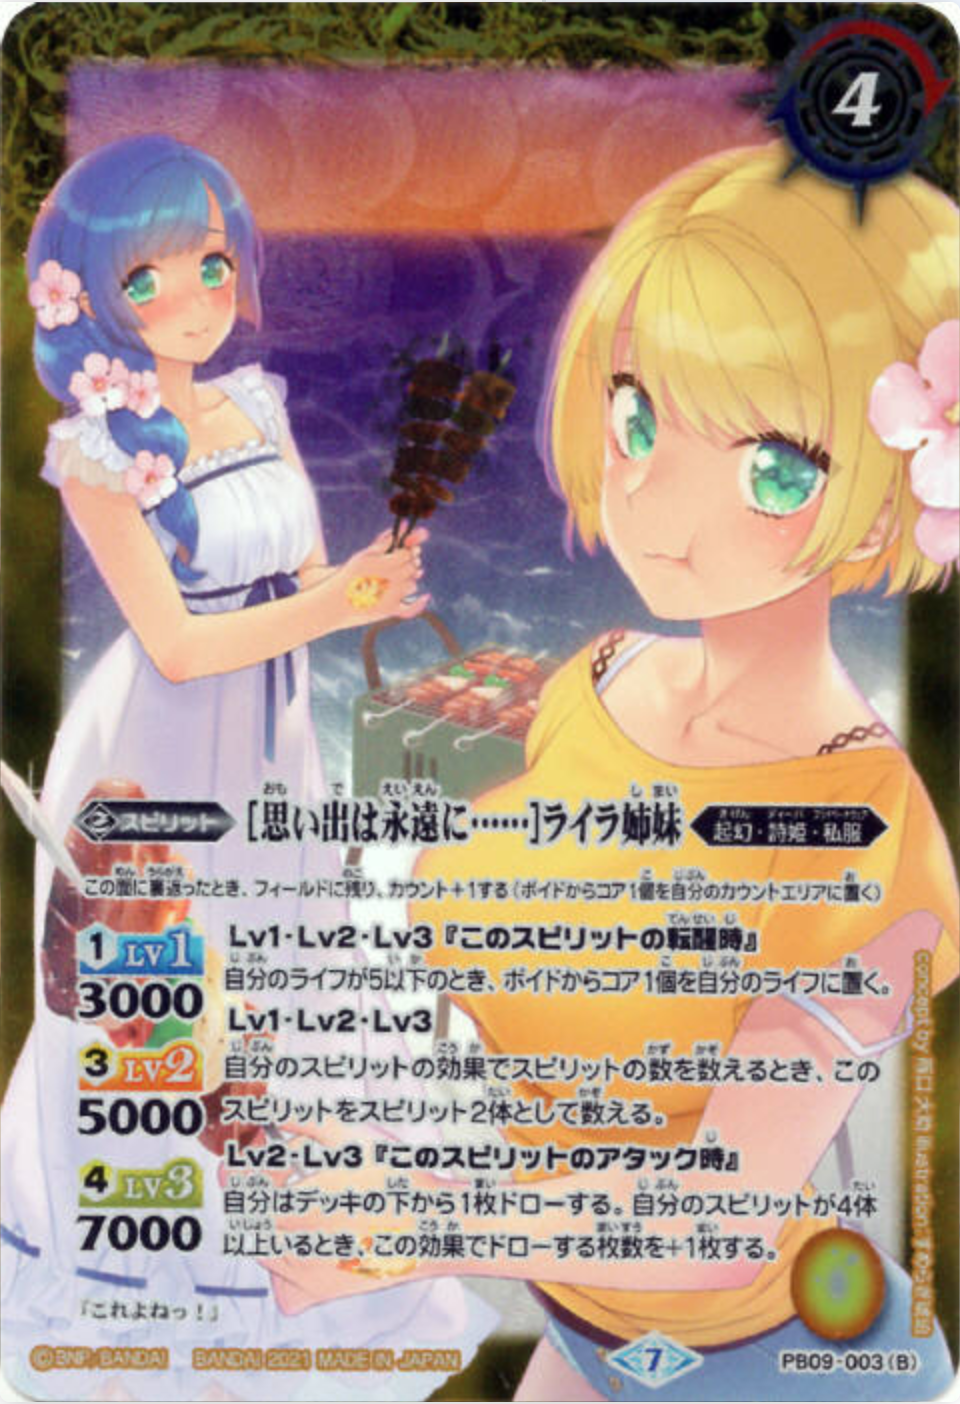 4
スピリット
[思い出は永遠に……]ライラ姉妹
起幻・詩姫・私服
この面に裏返ったとき、フィールドに残り、カウント+1する(ボイドからコア1個を自分のカウントエリアに置く)
1 LV1
3000
3 LV2
5000
4 LV3
7000
Lv1・Lv2・Lv3『このスピリットの転醒時』
自分のライフが5以下のとき、ボイドからコア1個を自分のライフに置く。
Lv1・Lv2・Lv3
自分のスピリットの効果でスピリットの数を数えるとき、この
スピリットをスピリット2体として数える。
Lv2・Lv3『このスピリットのアタック時』
自分はデッキの下から1枚ドローする。自分のスピリットが4体
以上いるとき、この効果でドローする枚数を+1枚する。
『これよねっ!』
concept by illustration
©BNP/BANDAI BANDAI 2021 MADE IN JAPAN
7
PB09-003(B)